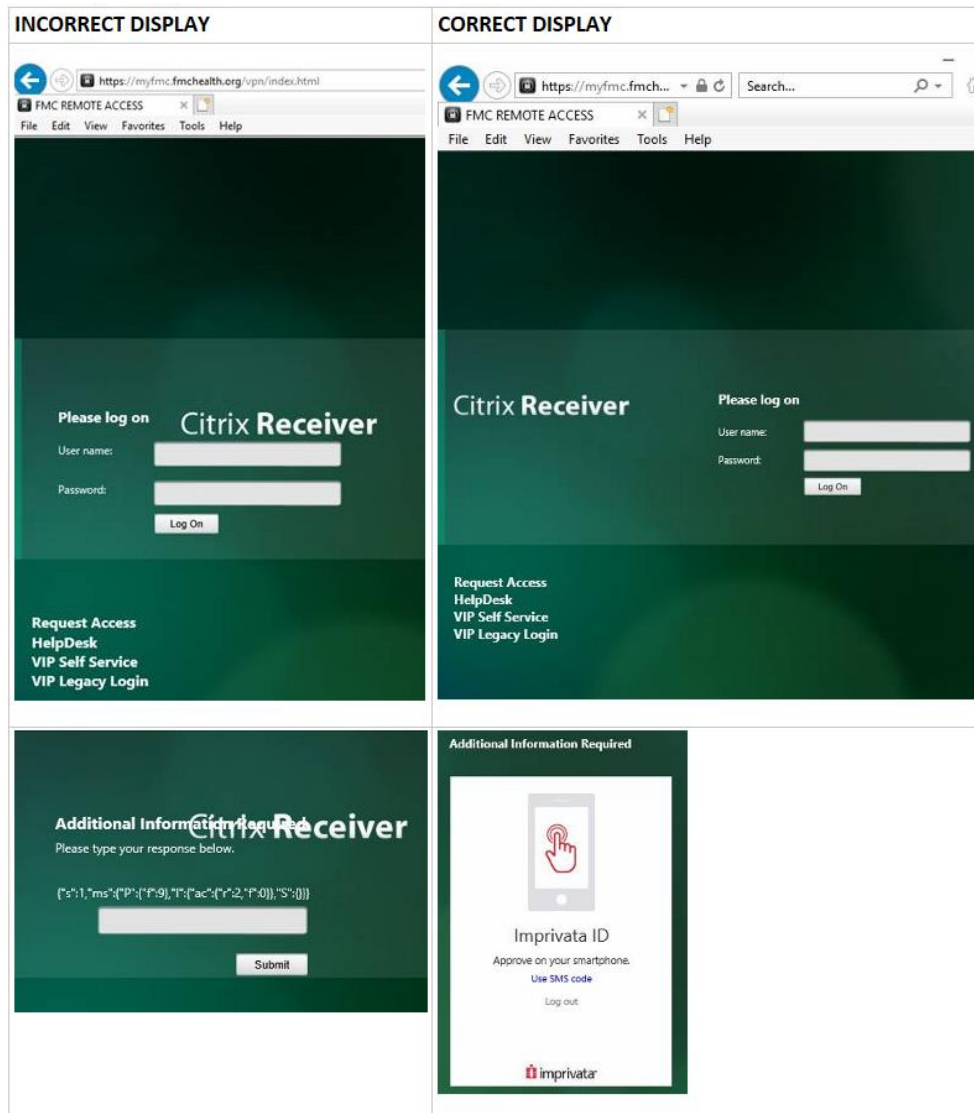 INCORRECT DISPLAY
CORRECT DISPLAY
https://myfmc.fmchealth.org/vpn/index.html
FMC REMOTE ACCESS
File Edit View Favorites Tools Help
Please log on
Citrix Receiver
User name:
Password:
Log On
Request Access
HelpDesk
VIP Self Service
VIP Legacy Login
https://myfmc.fmch...
Search...
FMC REMOTE ACCESS
File Edit View Favorites Tools Help
Citrix Receiver
Please log on
User name:
Password:
Log On
Request Access
HelpDesk
VIP Self Service
VIP Legacy Login
Additional Information Required
Citrix Receiver
Please type your response below.
{"s":1,"ms":{"P":{"f":9},"I":{"ac":{"r":2,"f":0}},"S":{}}}
Submit
Additional Information Required
Imprivata ID
Approve on your smartphone.
Use SMS code
Log out
imprivata